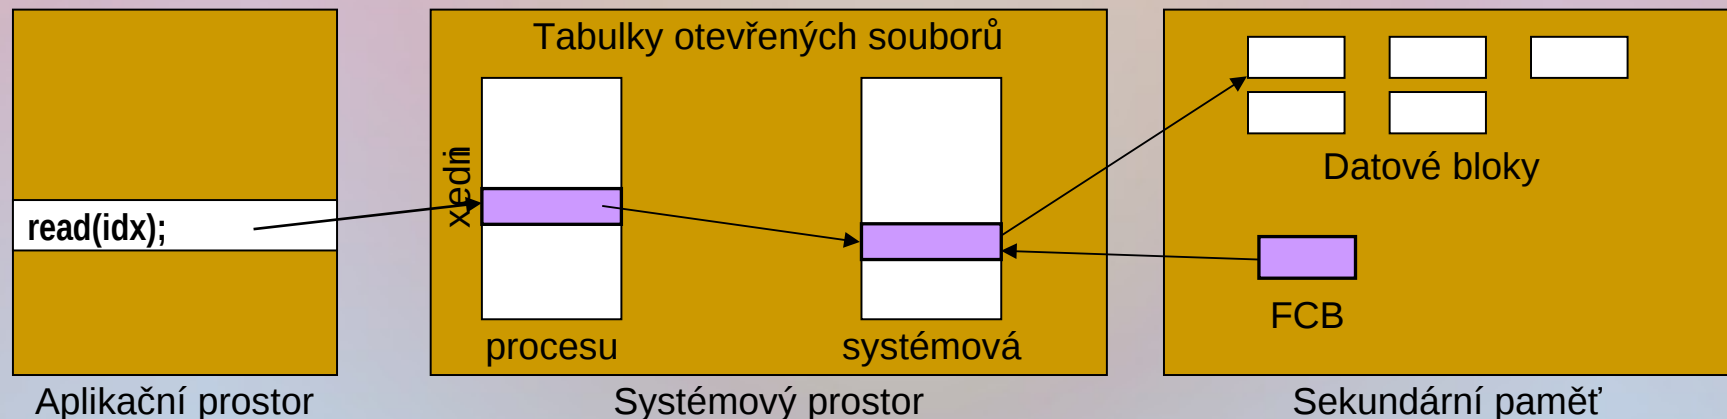 Tabulky otevřených souborů
read(idx);
procesu
systémová
Datové bloky
FCB
Aplikační prostor
Systémový prostor
Sekundární paměť